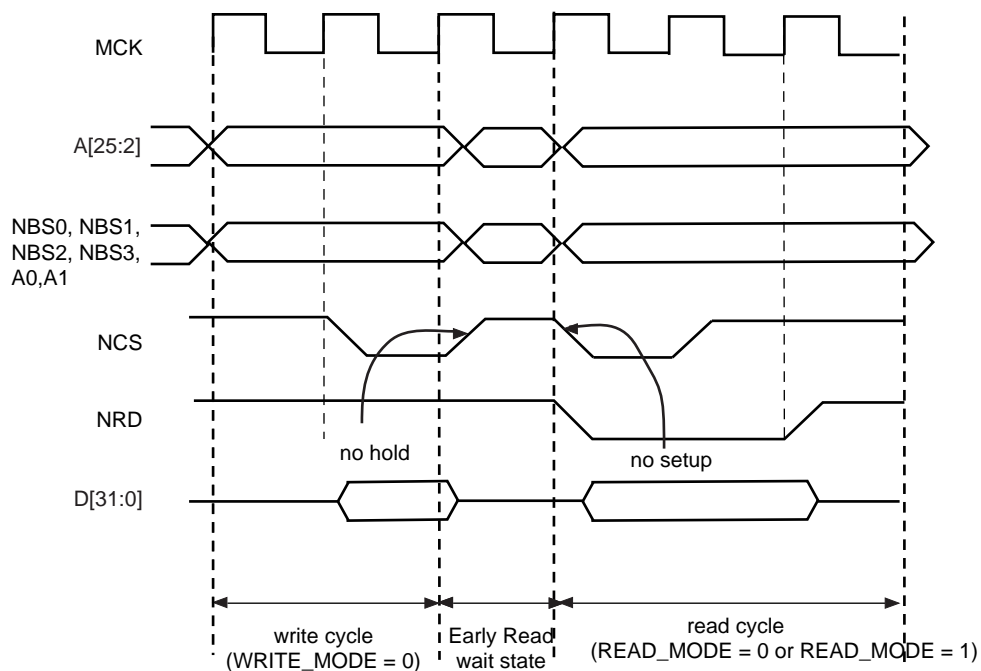 MCK
A[25:2]
NBS0, NBS1,
NBS2, NBS3,
A0,A1
NCS
NRD
no hold
no setup
D[31:0]
write cycle
(WRITE_MODE = 0)
Early Read
wait state
read cycle
(READ_MODE = 0 or READ_MODE = 1)